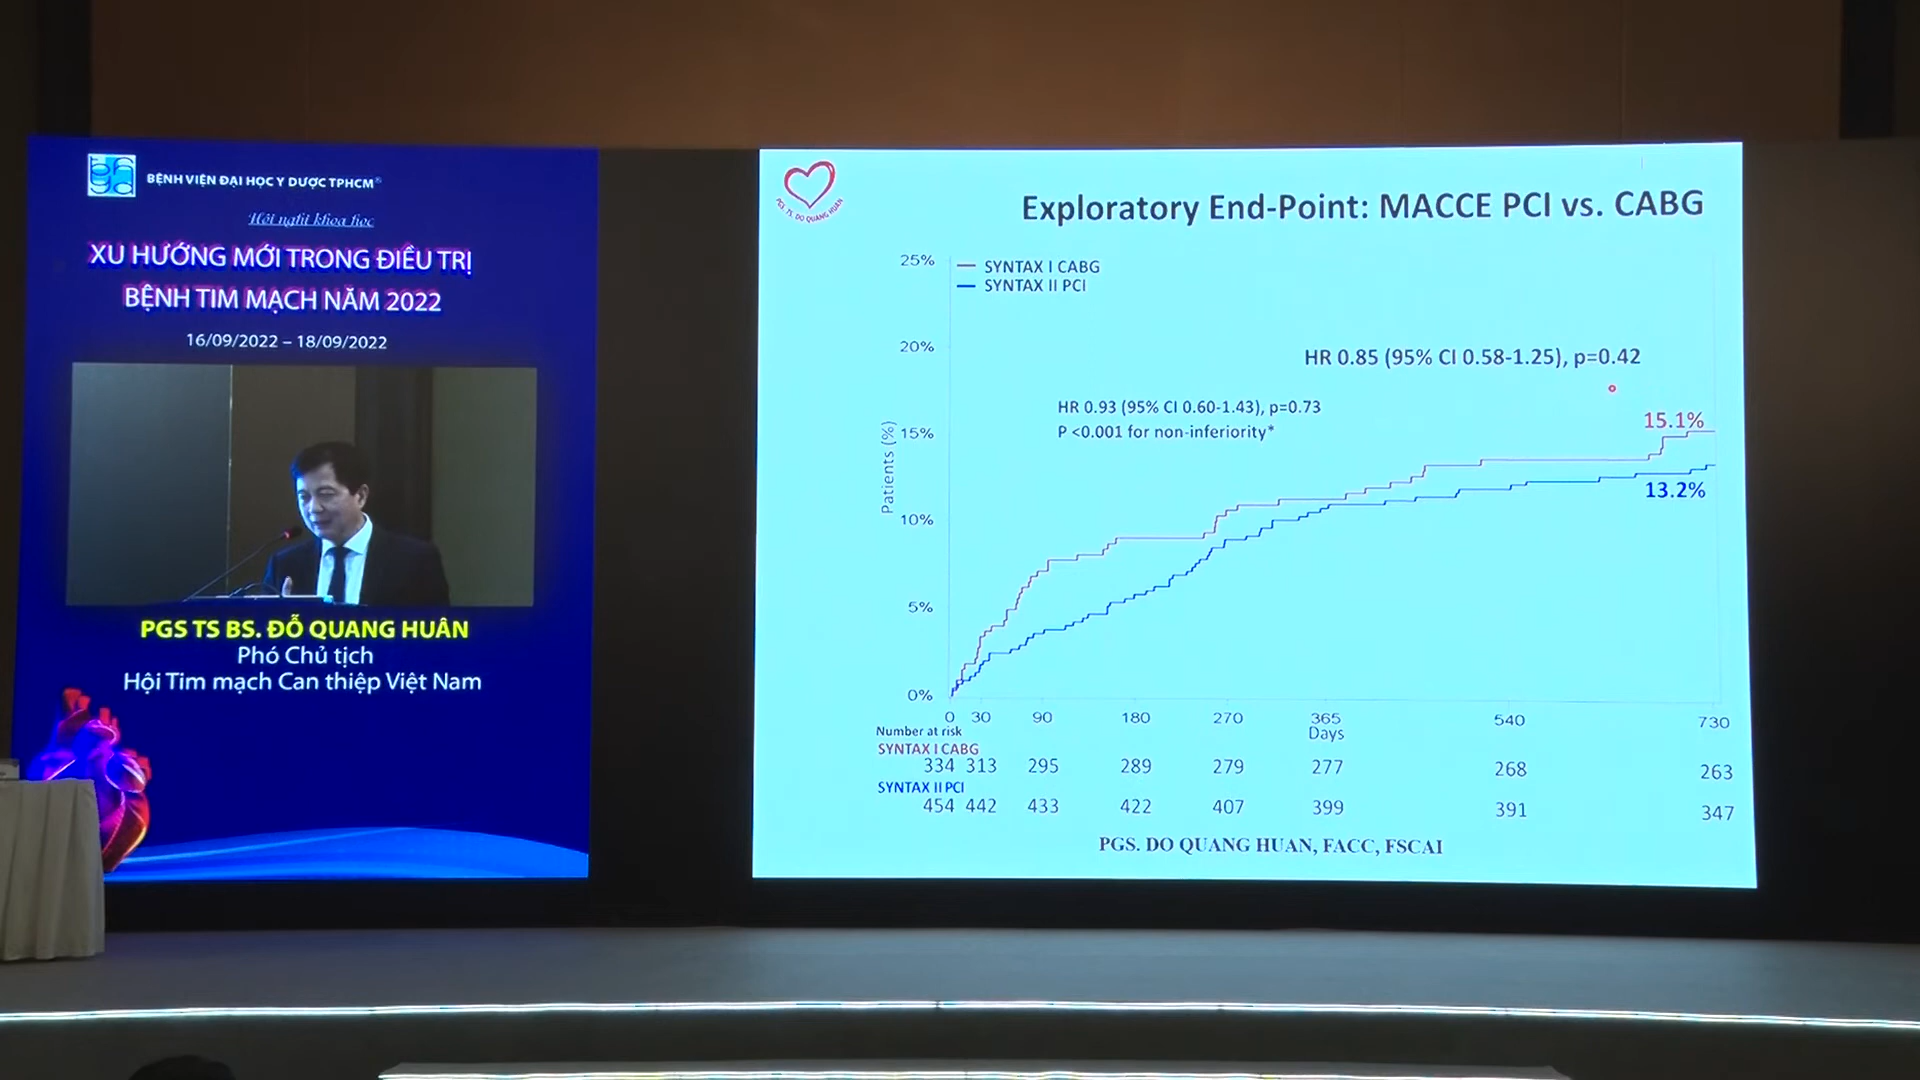 BỆNH VIỆN ĐẠI HỌC Y DƯỢC TPHCM®
Hội nghị khoa học
XU HƯỚNG MỚI TRONG ĐIỀU TRỊ
BỆNH TIM MẠCH NĂM 2022
16/09/2022 – 18/09/2022
PGS TS BS. ĐỖ QUANG HUÂN
Phó Chủ tịch
Hội Tim mạch Can thiệp Việt Nam
PGS. TS. DO QUANG HUAN
Exploratory End-Point: MACCE PCI vs. CABG
25%
SYNTAX I CABG
SYNTAX II PCI
20%
HR 0.85 (95% CI 0.58-1.25), p=0.42
HR 0.93 (95% CI 0.60-1.43), p=0.73
P <0.001 for non-inferiority*
15.1%
15%
Patients (%)
13.2%
10%
5%
0%
0 30 90 180 270 365 540 730
Days
Number at risk
SYNTAX I CABG
334 313 295 289 279 277 268 263
SYNTAX II PCI
454 442 433 422 407 399 391 347
PGS. DO QUANG HUAN, FACC, FSCAI